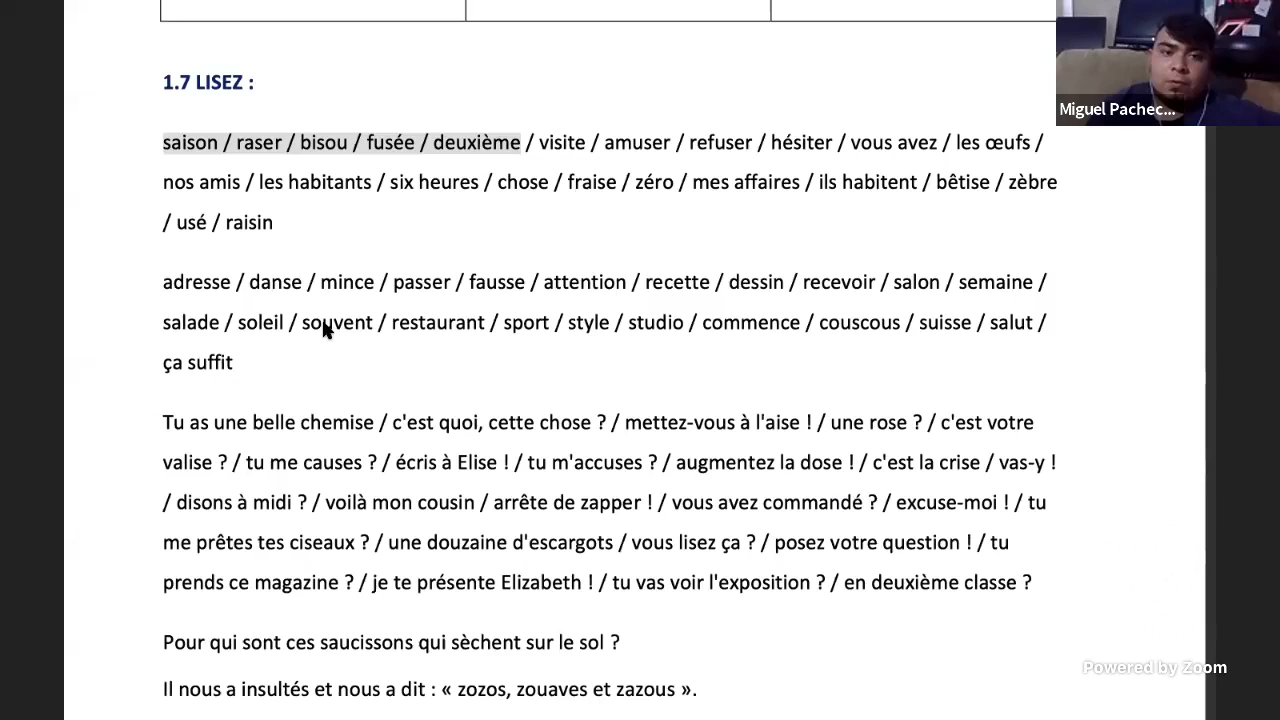 1.7 LISEZ :
saison / raser / bisou / fusée / deuxième / visite / amuser / refuser / hésiter / vous avez / les œufs /
nos amis / les habitants / six heures / chose / fraise / zéro / mes affaires / ils habitent / bêtise / zèbre
/ usé / raisin
adresse / danse / mince / passer / fausse / attention / recette / dessin / recevoir / salon / semaine /
salade / soleil / souvent / restaurant / sport / style / studio / commence / couscous / suisse / salut /
ça suffit
Tu as une belle chemise / c'est quoi, cette chose ? / mettez-vous à l'aise ! / une rose ? / c'est votre
valise ? / tu me causes ? / écris à Elise ! / tu m'accuses ? / augmentez la dose ! / c'est la crise / vas-y !
/ disons à midi ? / voilà mon cousin / arrête de zapper ! / vous avez commandé ? / excuse-moi ! / tu
me prêtes tes ciseaux ? / une douzaine d'escargots / vous lisez ça ? / posez votre question ! / tu
prends ce magazine ? / je te présente Elizabeth ! / tu vas voir l'exposition ? / en deuxième classe ?
Pour qui sont ces saucissons qui sèchent sur le sol ?
Il nous a insultés et nous a dit : « zozos, zouaves et zazous ».
Miguel Pachec...
Powered by Zoom